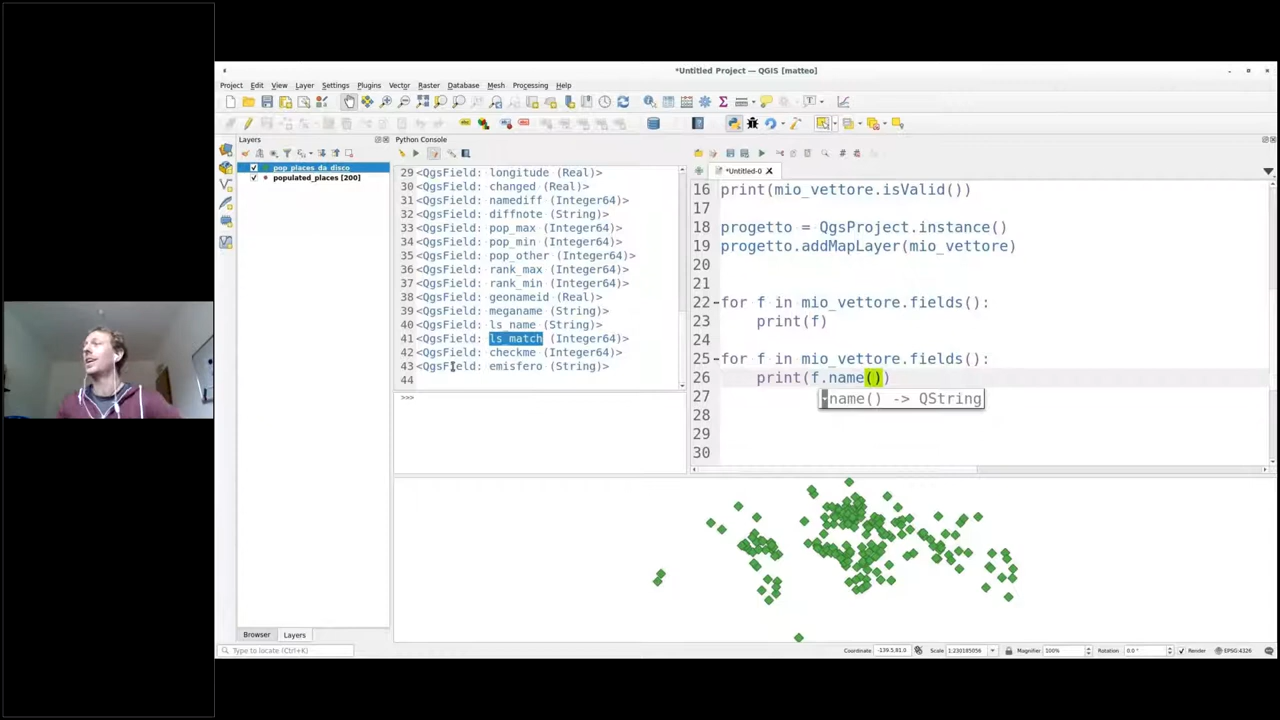 *Untitled Project — QGIS [matteo]
Project Edit View Layer Settings Plugins Vector Raster Database Mesh Processing Help
Layers
pop_places_da_disco
populated_places [200]
Python Console
29 <QgsField: longitude (Real)>
30 <QgsField: changed (Real)>
31 <QgsField: namediff (Integer64)>
32 <QgsField: diffnote (String)>
33 <QgsField: pop_max (Integer64)>
34 <QgsField: pop_min (Integer64)>
35 <QgsField: pop_other (Integer64)>
36 <QgsField: rank_max (Integer64)>
37 <QgsField: rank_min (Integer64)>
38 <QgsField: geonameid (Real)>
39 <QgsField: meganame (String)>
40 <QgsField: ls_name (String)>
41 <QgsField: ls_match (Integer64)>
42 <QgsField: checkme (Integer64)>
43 <QgsField: emisfero (String)>
44
>>>
*Untitled-0
16 print(mio_vettore.isValid())
17
18 progetto = QgsProject.instance()
19 progetto.addMapLayer(mio_vettore)
20
21
22 for f in mio_vettore.fields():
23 print(f)
24
25 for f in mio_vettore.fields():
26 print(f.name())
27 name() -> QString
28
29
30
Browser Layers
Type to locate (Ctrl+K)
Coordinate -139.5,81.0 Scale 1:230185056 Magnifier 100% Rotation 0.0 ° Render EPSG:4326